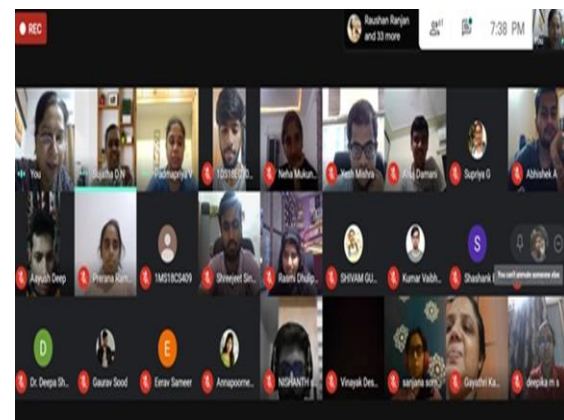 REC
Raushan Ranjan
and 33 more
7:38 PM
You
You
Sujatha D N
Padmapriya V
Neha Mukun...
Yash Mishra
Damani
Supriya G
Abhishek A
Aayush Deep
Prerana Ram...
1MS18CS409
Shreejeet Sin...
Rasmi Dhulip...
SHIVAM GU...
Kumar Vaibh...
S
Shashank
You can't unmute someone else
D
Dr. Deepa Sh...
Gaurav Sood
E
Eerav Sameer
Annapoorne...
NISHANTH
Vinayak Des...
sanjana som...
Gayathri Ka...
deepika m s